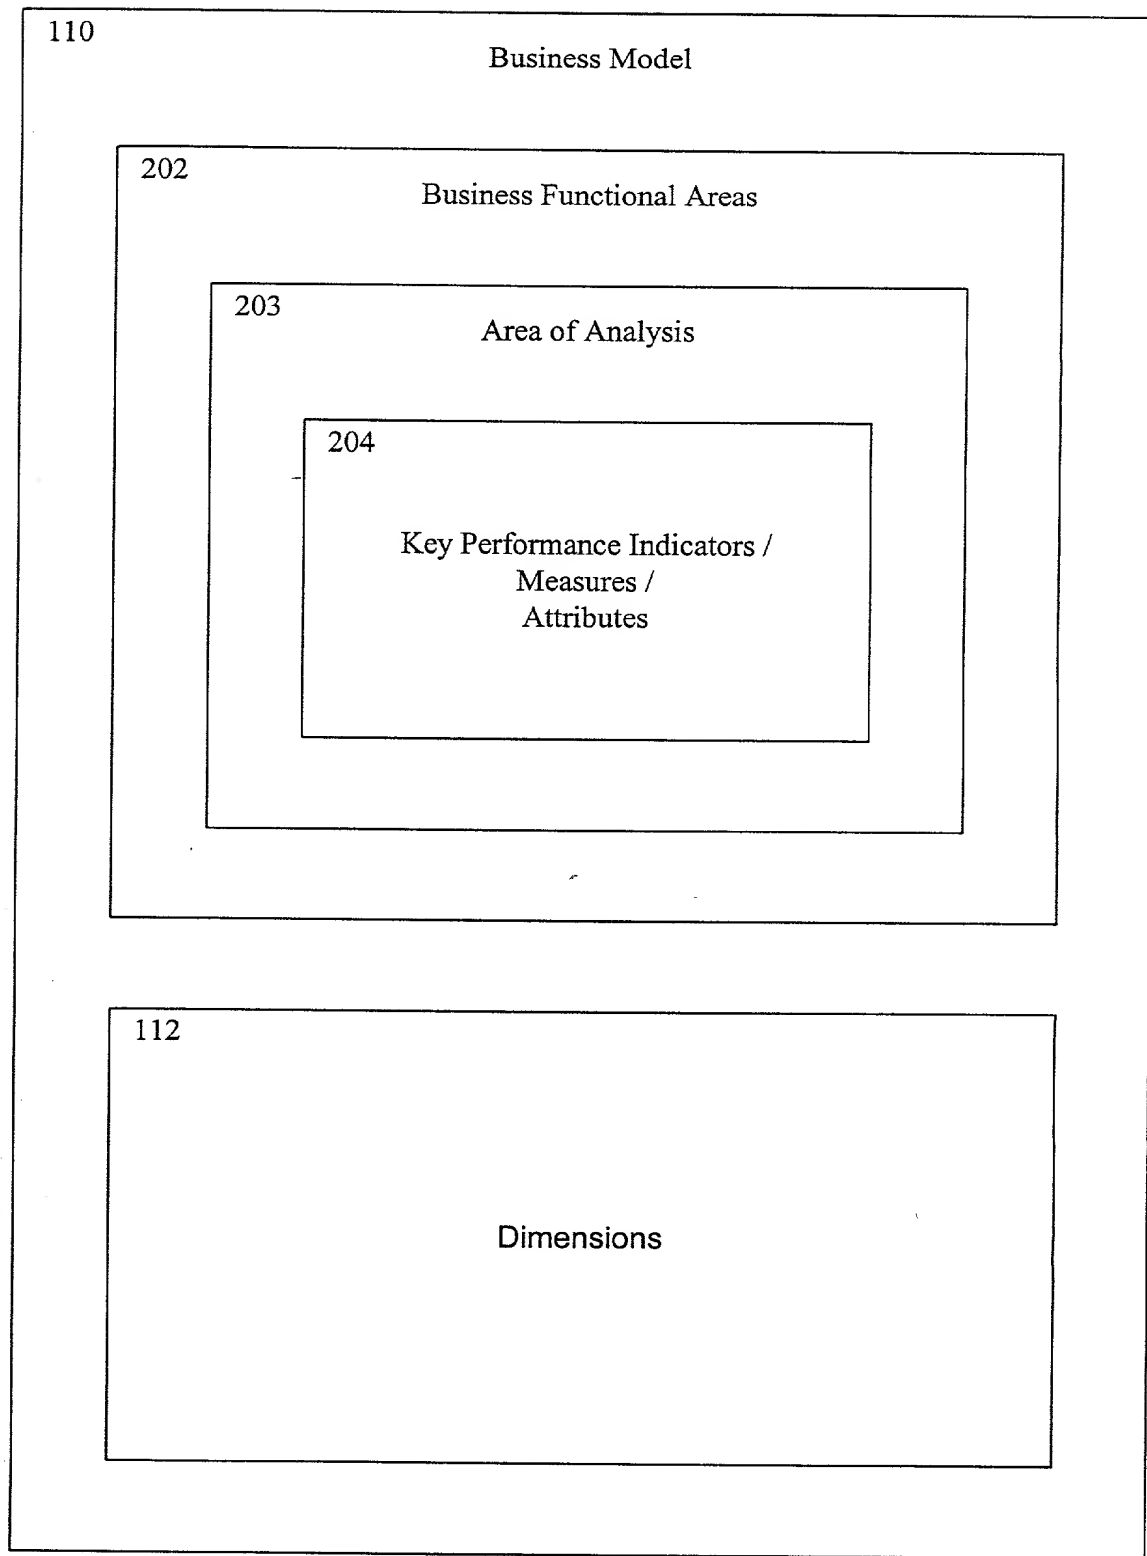 110
Business Model
202
Business Functional Areas
203
Area of Analysis
204
Key Performance Indicators /
Measures /
Attributes
112
Dimensions